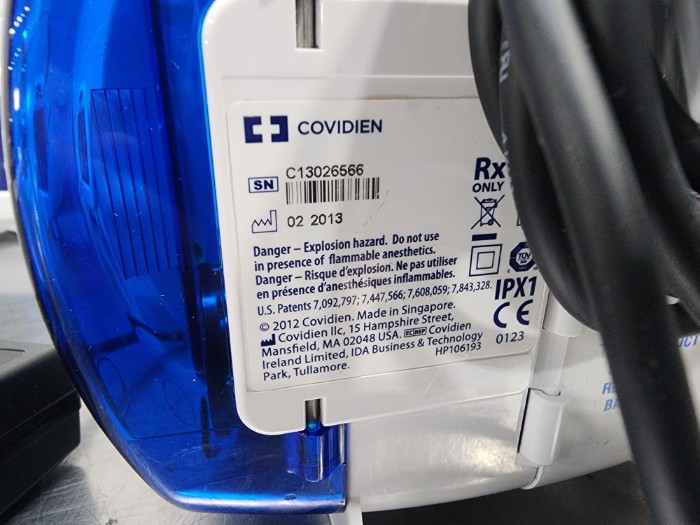 COVIDIEN
SN C13026566
02 2013
Rx
ONLY
Danger – Explosion hazard. Do not use
in presence of flammable anesthetics.
Danger – Risque d'explosion. Ne pas utiliser
en présence d'anesthésiques inflammables.
U.S. Patents 7,092,797; 7,447,566; 7,608,059; 7,843,328.
© 2012 Covidien. Made in Singapore.
Covidien llc, 15 Hampshire Street,
Mansfield, MA 02048 USA. EC REP Covidien
Ireland Limited, IDA Business & Technology
Park, Tullamore.
HP106193
TÜV
IPX1
CE
0123